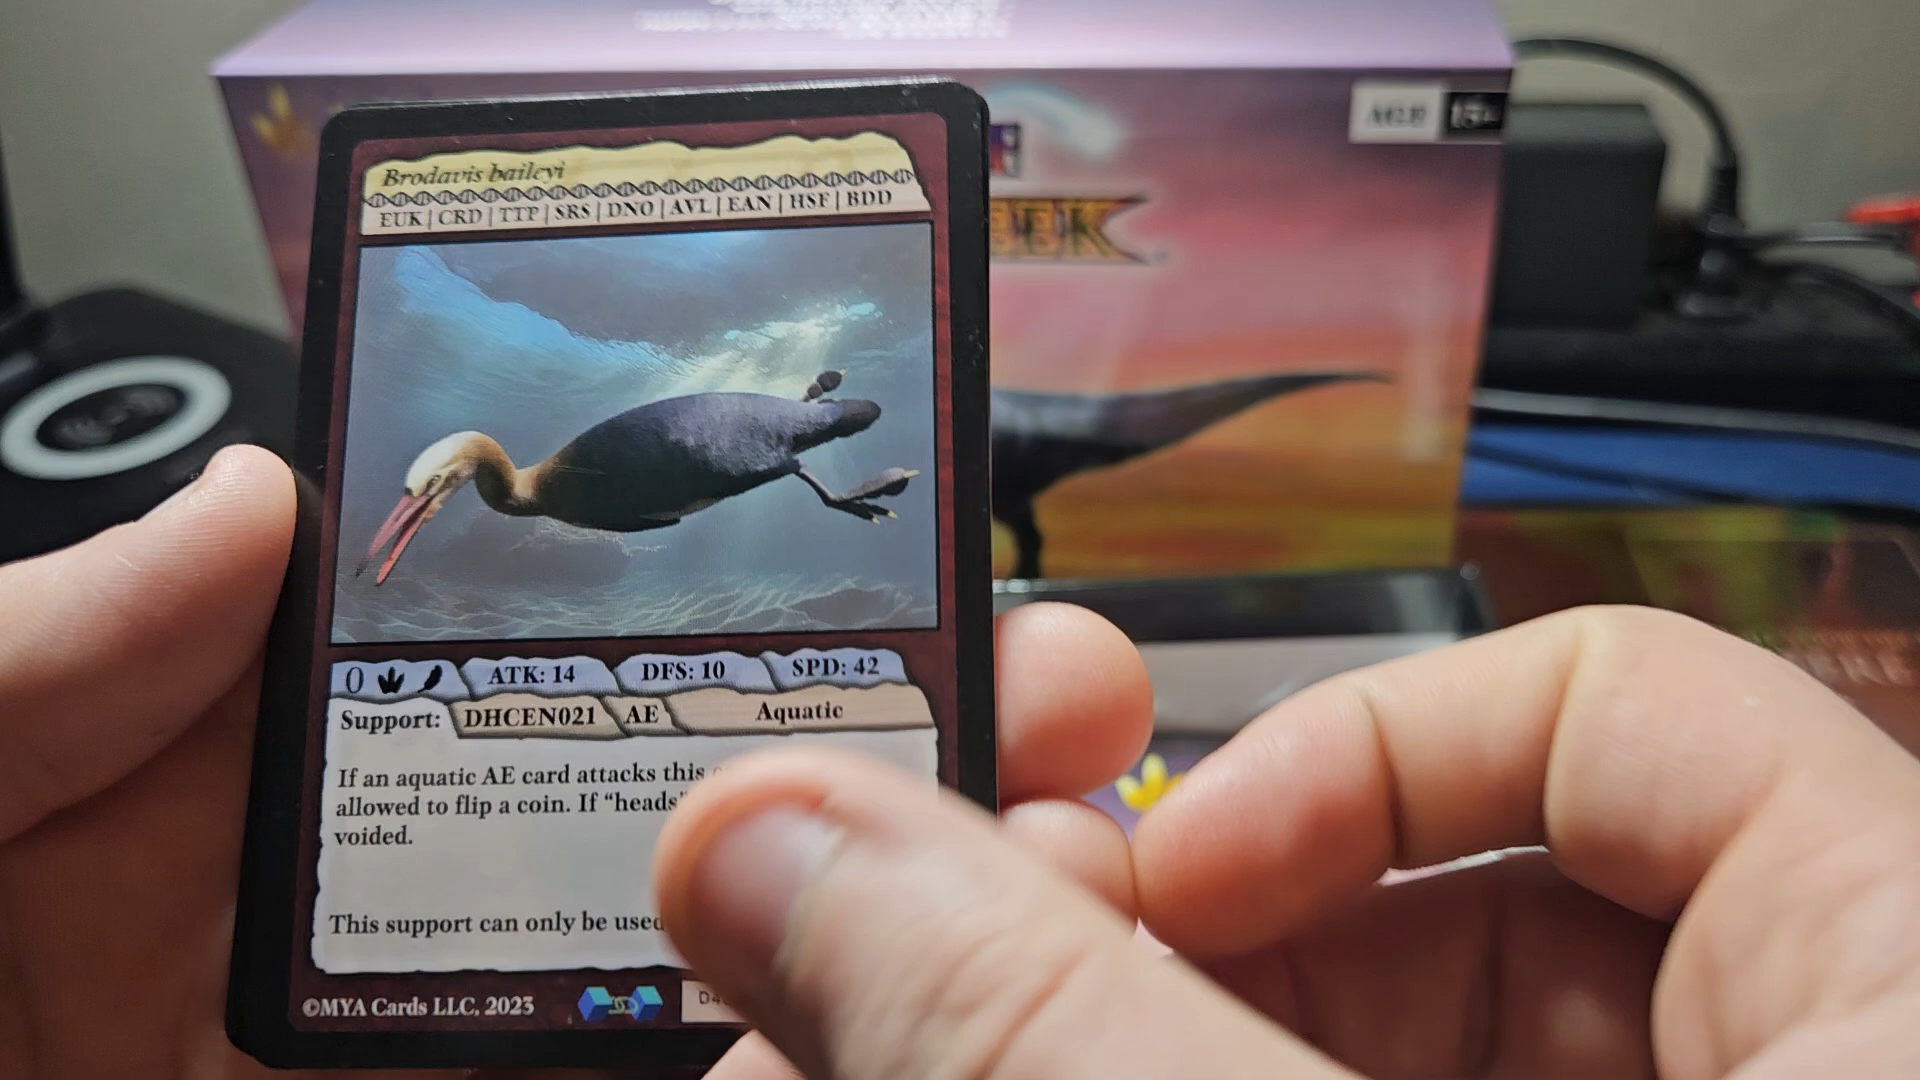 AGE 15+
Brodavis baileyi
EUK | CRD | TTP | SRS | DNO | AVL | EAN | HSF | BDD
0 ATK: 14 DFS: 10 SPD: 42
Support: DHCEN021 AE Aquatic
If an aquatic AE card attacks this
allowed to flip a coin. If “heads”
voided.
This support can only be used
©MYA Cards LLC, 2023